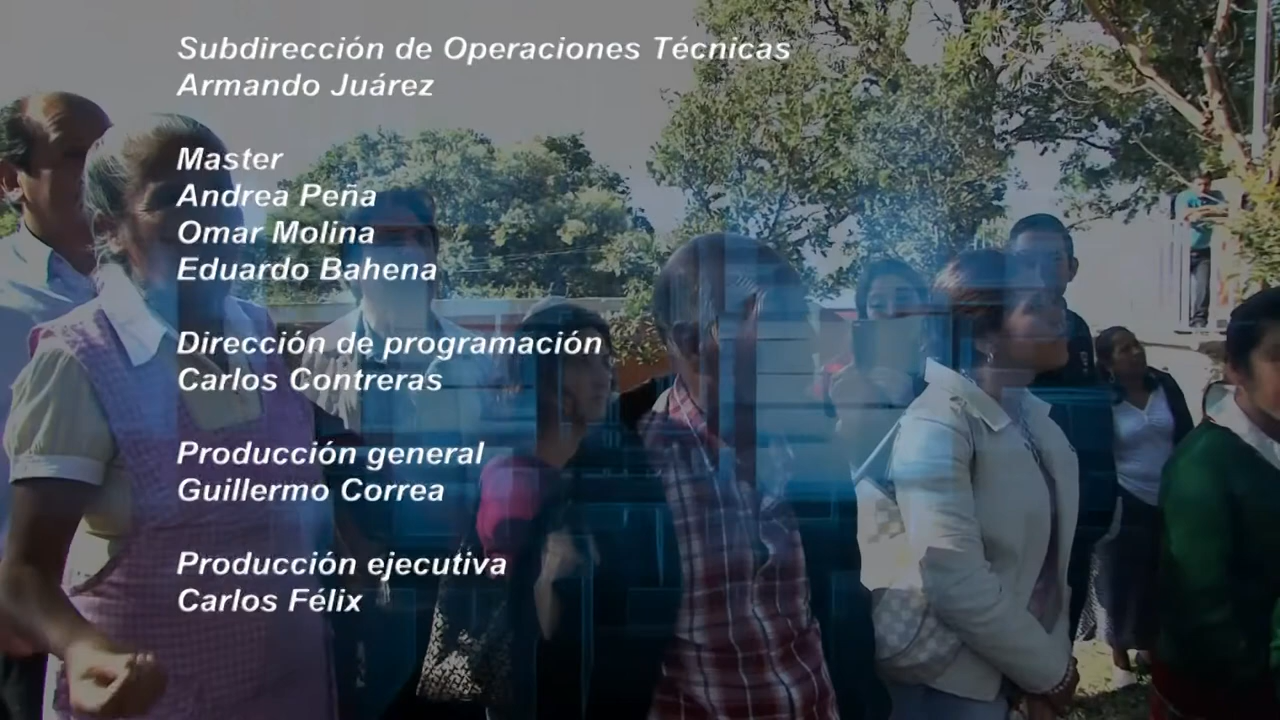 Subdirección de Operaciones Técnicas
Armando Juárez
Master
Andrea Peña
Omar Molina
Eduardo Bahena
Dirección de programación
Carlos Contreras
Producción general
Guillermo Correa
Producción ejecutiva
Carlos Félix